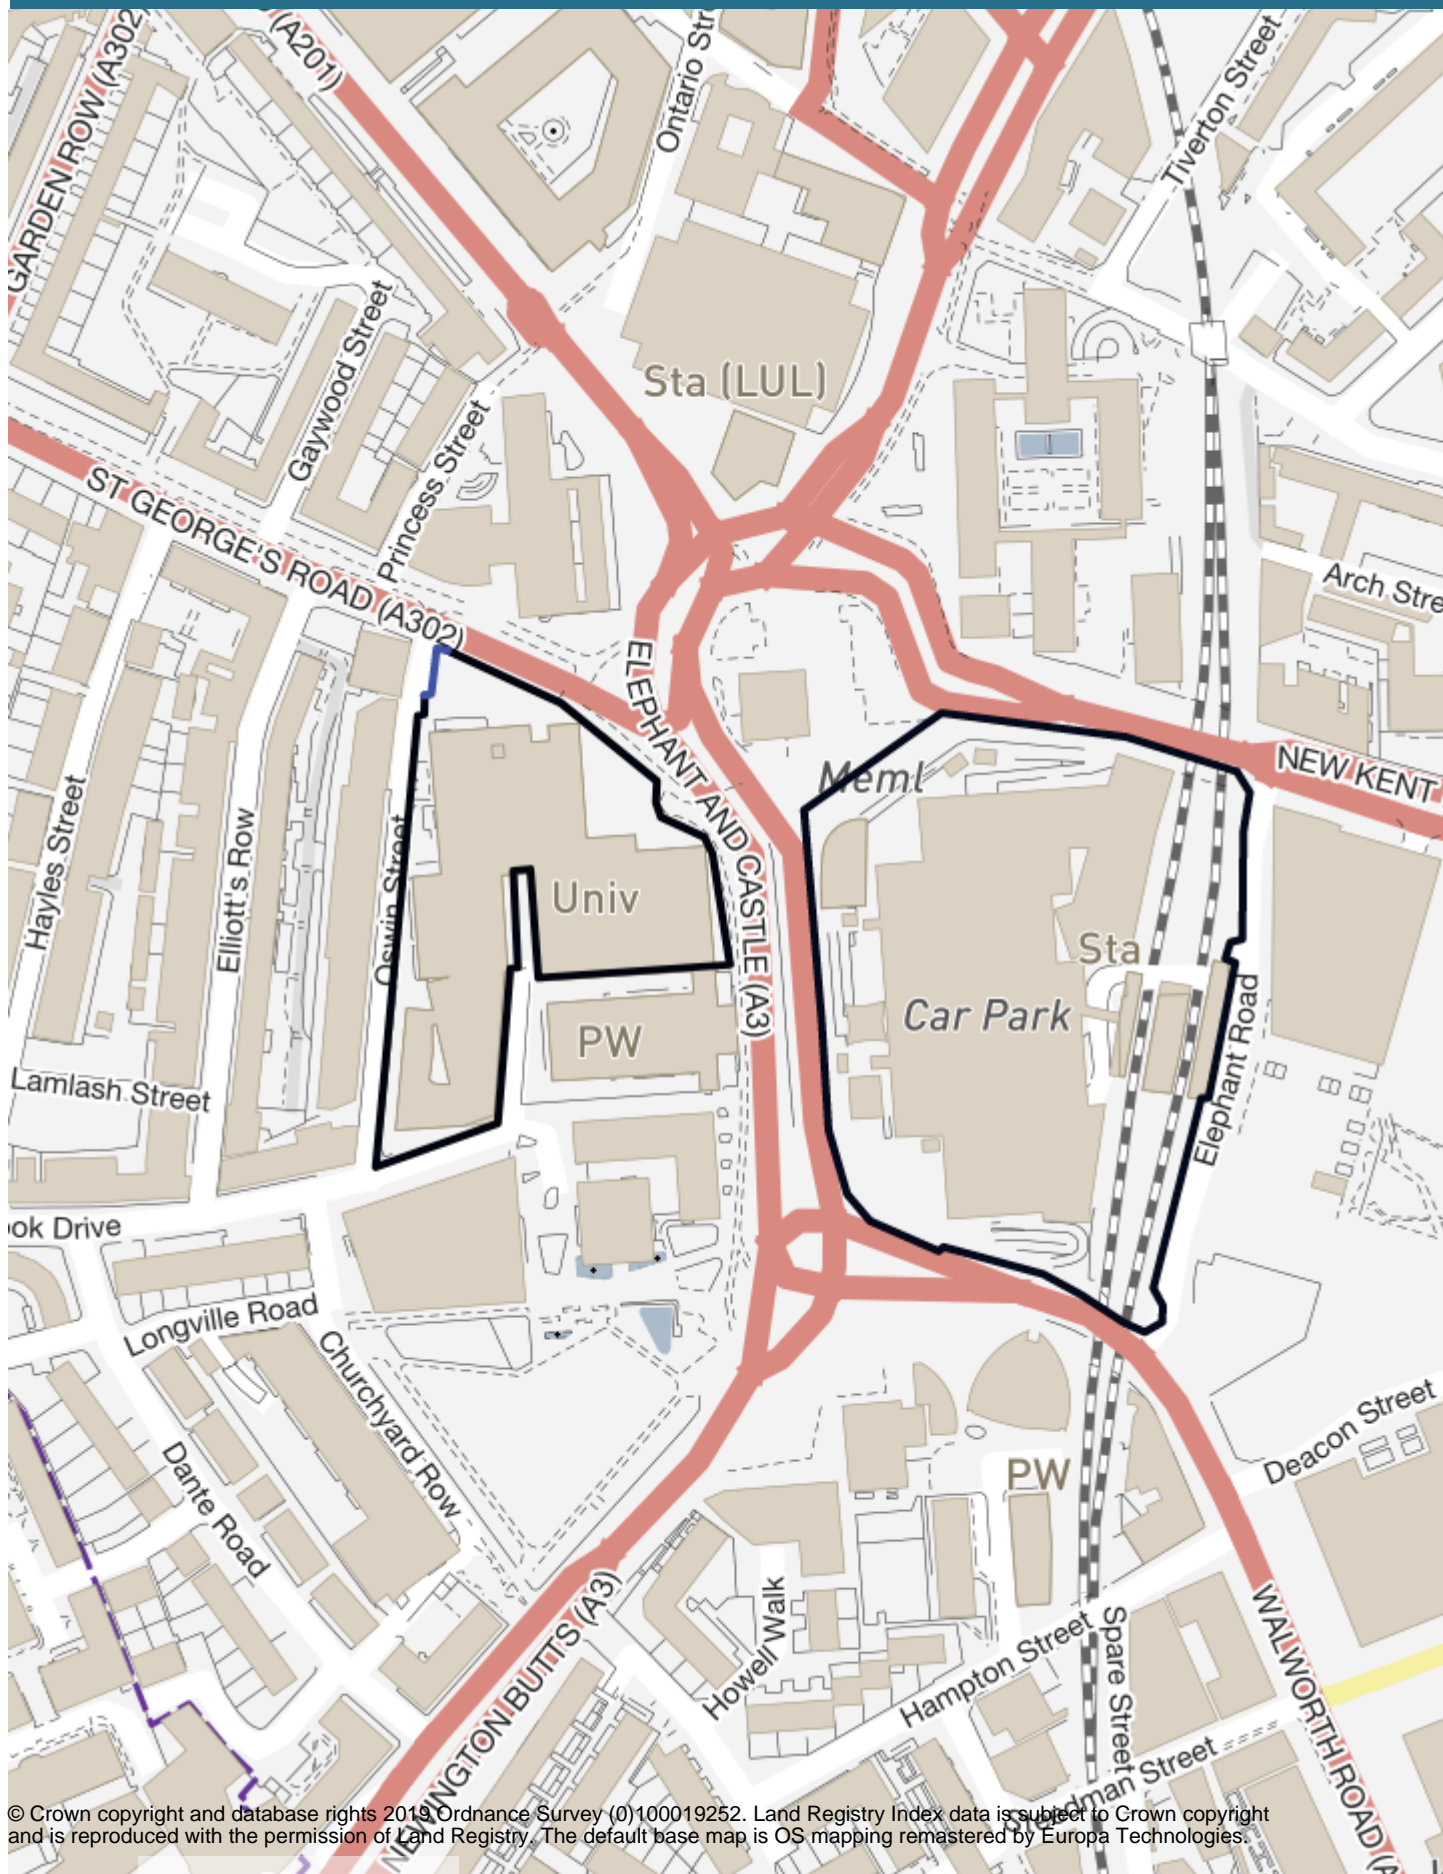 (A201)
Ontario Str
GARDEN ROW (A302)
Tiverton Street
Gaywood Street
Sta (LUL)
Princess Street
ST GEORGE'S ROAD (A302)
Arch Stre
ELEPHANT AND CASTLE (A3)
NEW KENT
Meml
Hayles Street
Elliott's Row
Oswin Street
Univ
Sta
Car Park
PW
Elephant Road
Lamlash Street
ok Drive
Longville Road
Churchyard Row
Deacon Street
Dante Road
PW
NEWINGTON BUTTS (A3)
Howell Walk
Hampton Street
Spare Street
WALWORTH ROAD (A
Steedman Street
© Crown copyright and database rights 2019 Ordnance Survey (0)100019252. Land Registry Index data is subject to Crown copyright
and is reproduced with the permission of Land Registry. The default base map is OS mapping remastered by Europa Technologies.